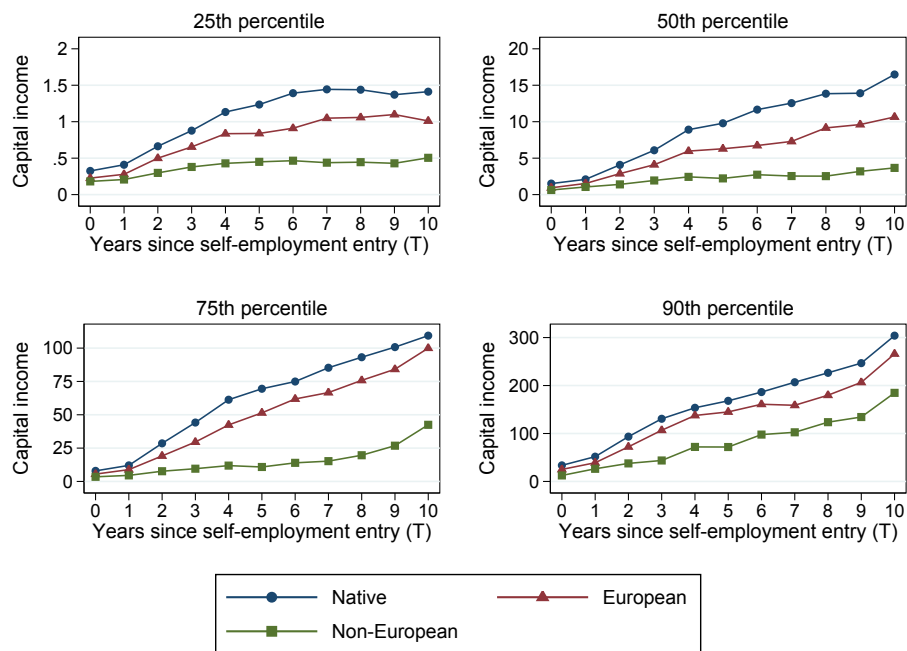 25th percentile
Capital income
2
1.5
1
.5
0
0 1 2 3 4 5 6 7 8 9 10
Years since self-employment entry (T)
50th percentile
Capital income
20
15
10
5
0
0 1 2 3 4 5 6 7 8 9 10
Years since self-employment entry (T)
75th percentile
Capital income
100
75
50
25
0
0 1 2 3 4 5 6 7 8 9 10
Years since self-employment entry (T)
90th percentile
Capital income
300
200
100
0
0 1 2 3 4 5 6 7 8 9 10
Years since self-employment entry (T)
Native
European
Non-European